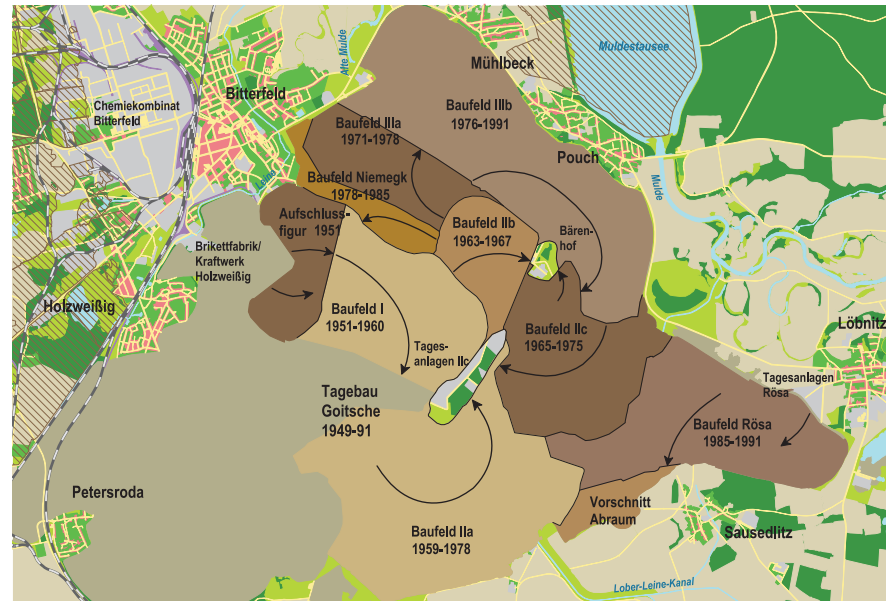 Mühlbeck
Muldestausee
Alte Mulde
Bitterfeld
Chemiekombinat
Bitterfeld
Baufeld IIIb
1976-1991
Baufeld IIIa
1971-1978
Pouch
Mulde
Leine
Baufeld Niemegk
1978-1985
Aufschluss-
figur 1951
Baufeld IIb
1963-1967
Bären-
hof
Brikettfabrik/
Kraftwerk
Holzweißig
Holzweißig
Baufeld I
1951-1960
Baufeld IIc
1965-1975
Löbnitz
Tages-
anlagen IIc
Tagesanlagen
Rösa
Tagebau
Goitsche
1949-91
Baufeld Rösa
1985-1991
Petersroda
Vorschnitt
Abraum
Sausedlitz
Baufeld IIa
1959-1978
Lober-Leine-Kanal